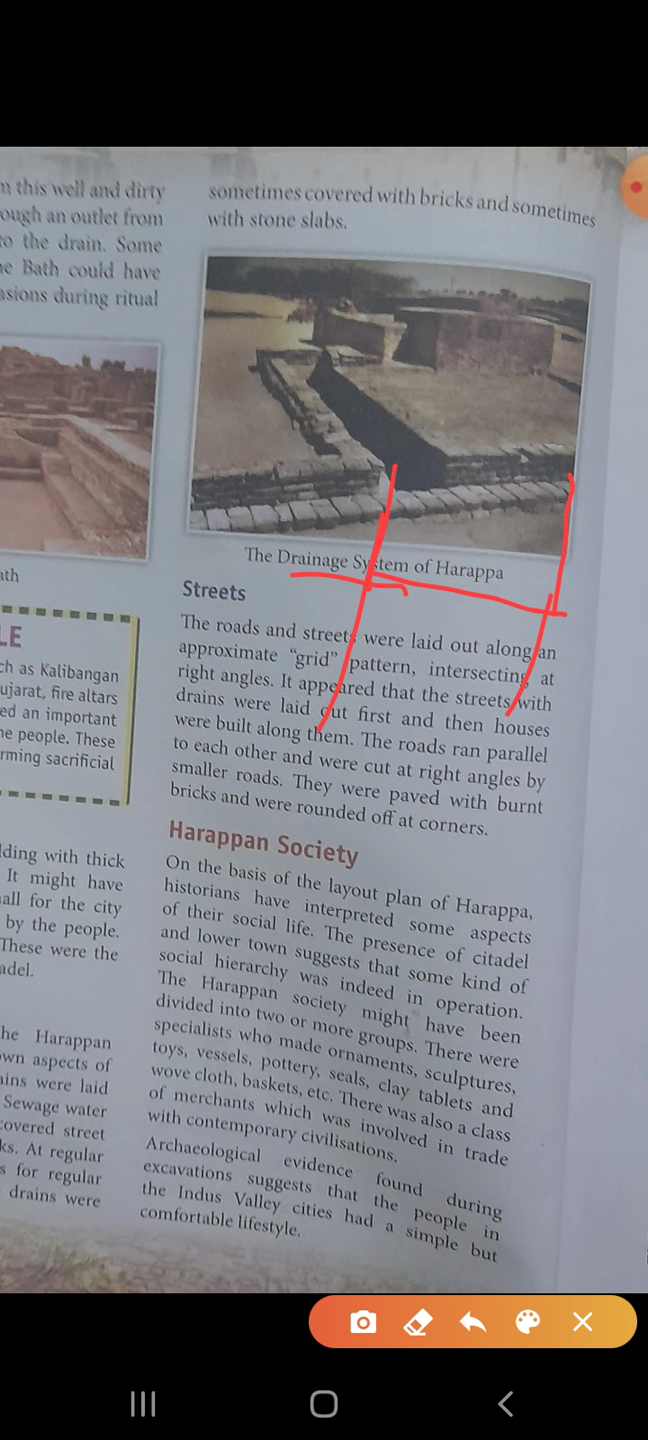 m this well and dirty
ough an outlet from
to the drain. Some
ne Bath could have
asions during ritual
ath
LE
ch as Kalibangan
ujarat, fire altars
ed an important
he people. These
rming sacrificial
lding with thick
It might have
all for the city
by the people.
These were the
adel.
he Harappan
own aspects of
ains were laid
Sewage water
covered street
ks. At regular
s for regular
drains were
sometimes covered with bricks and sometimes
with stone slabs.
The Drainage System of Harappa
Streets
The roads and streets were laid out along an
approximate “grid” pattern, intersecting at
right angles. It appeared that the streets with
drains were laid out first and then houses
were built along them. The roads ran parallel
to each other and were cut at right angles by
smaller roads. They were paved with burnt
bricks and were rounded off at corners.
Harappan Society
On the basis of the layout plan of Harappa,
historians have interpreted some aspects
of their social life. The presence of citadel
and lower town suggests that some kind of
social hierarchy was indeed in operation.
The Harappan society might have been
divided into two or more groups. There were
specialists who made ornaments, sculptures,
toys, vessels, pottery, seals, clay tablets and
wove cloth, baskets, etc. There was also a class
of merchants which was involved in trade
with contemporary civilisations.
Archaeological evidence found during
excavations suggests that the people in
the Indus Valley cities had a simple but
comfortable lifestyle.